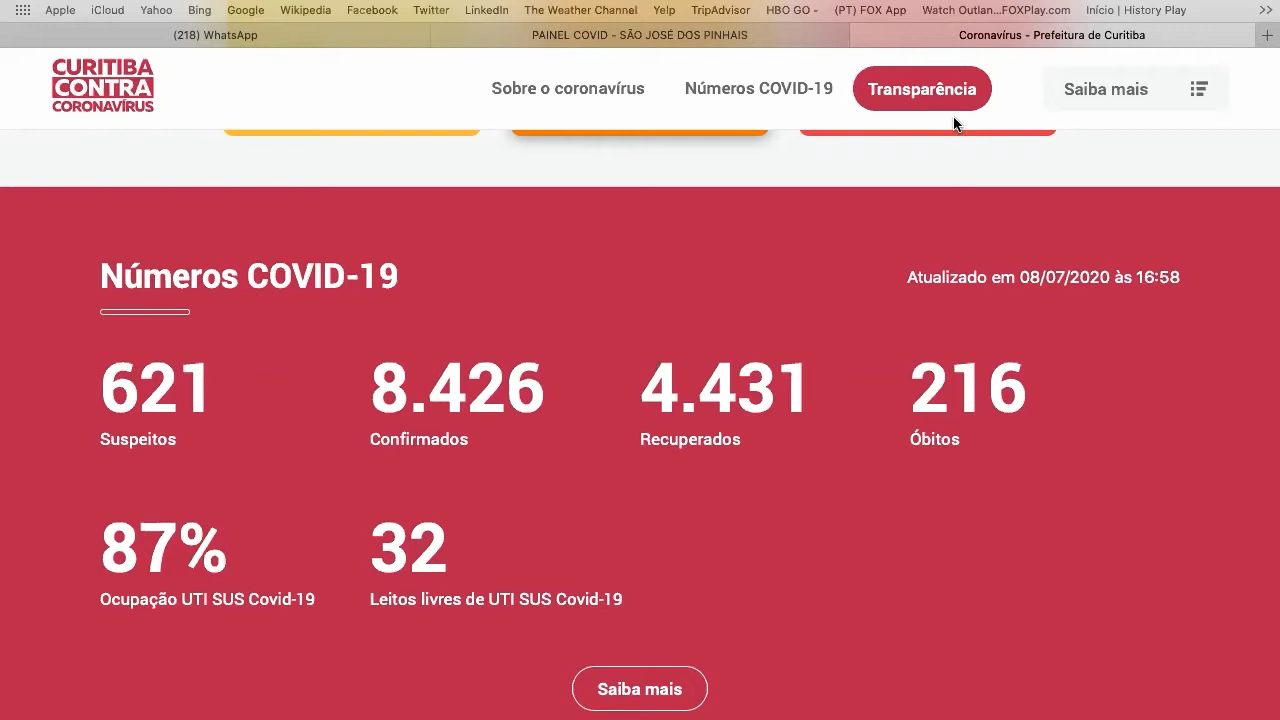 Apple iCloud Yahoo Bing Google Wikipedia Facebook Twitter LinkedIn The Weather Channel Yelp TripAdvisor HBO GO - (PT) FOX App Watch Outlan...FOXPlay.com Início | History Play >>
(218) WhatsApp PAINEL COVID - SÃO JOSÉ DOS PINHAIS Coronavírus - Prefeitura de Curitiba +
CURITIBA
CONTRA
CORONAVÍRUS
Sobre o coronavírus Números COVID-19 Transparência Saiba mais
Números COVID-19 Atualizado em 08/07/2020 às 16:58
621 8.426 4.431 216
Suspeitos Confirmados Recuperados Óbitos
87% 32
Ocupação UTI SUS Covid-19 Leitos livres de UTI SUS Covid-19
Saiba mais